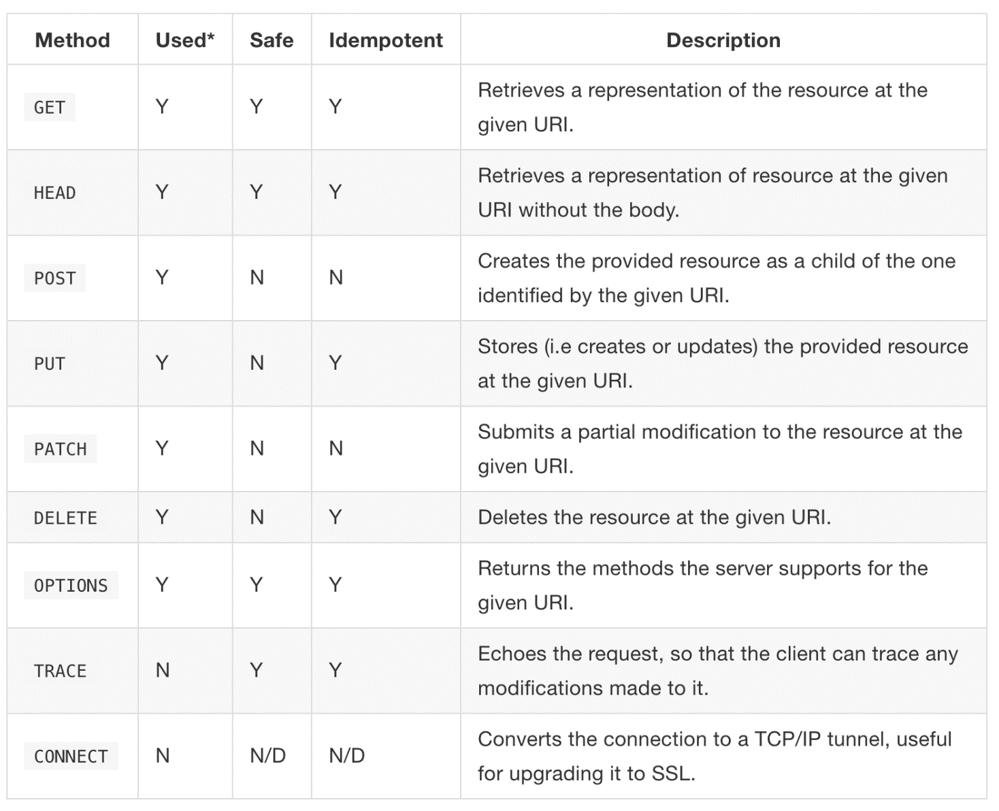 Method Used* Safe Idempotent Description
GET Y Y Y Retrieves a representation of the resource at the
given URI.
HEAD Y Y Y Retrieves a representation of resource at the given
URI without the body.
POST Y N N Creates the provided resource as a child of the one
identified by the given URI.
PUT Y N Y Stores (i.e creates or updates) the provided resource
at the given URI.
PATCH Y N N Submits a partial modification to the resource at the
given URI.
DELETE Y N Y Deletes the resource at the given URI.
OPTIONS Y Y Y Returns the methods the server supports for the
given URI.
TRACE N Y Y Echoes the request, so that the client can trace any
modifications made to it.
CONNECT N N/D N/D Converts the connection to a TCP/IP tunnel, useful
for upgrading it to SSL.